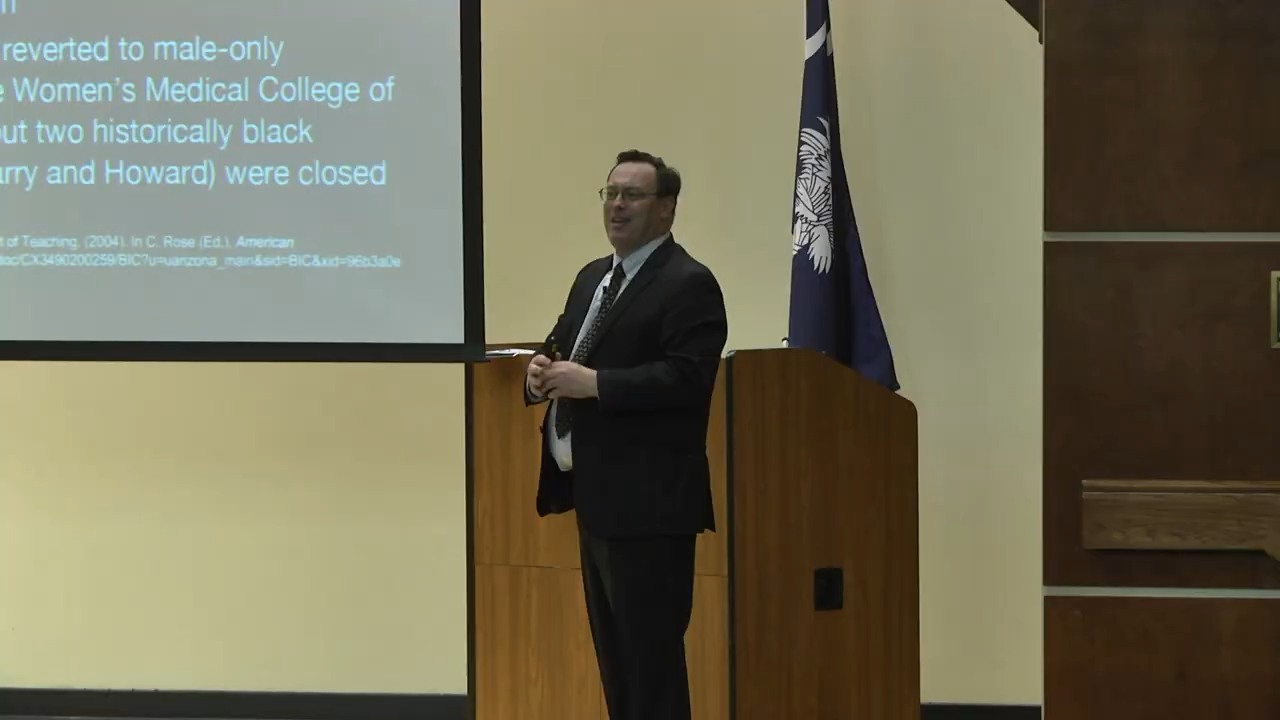 reverted to male-only
e Women's Medical College of
out two historically black
arry and Howard) were closed
t of Teaching. (2004). In C. Rose (Ed.), American
doc/CX3490200259/BIC?u=uarizona_main&sid=BIC&xid=96b3a0e